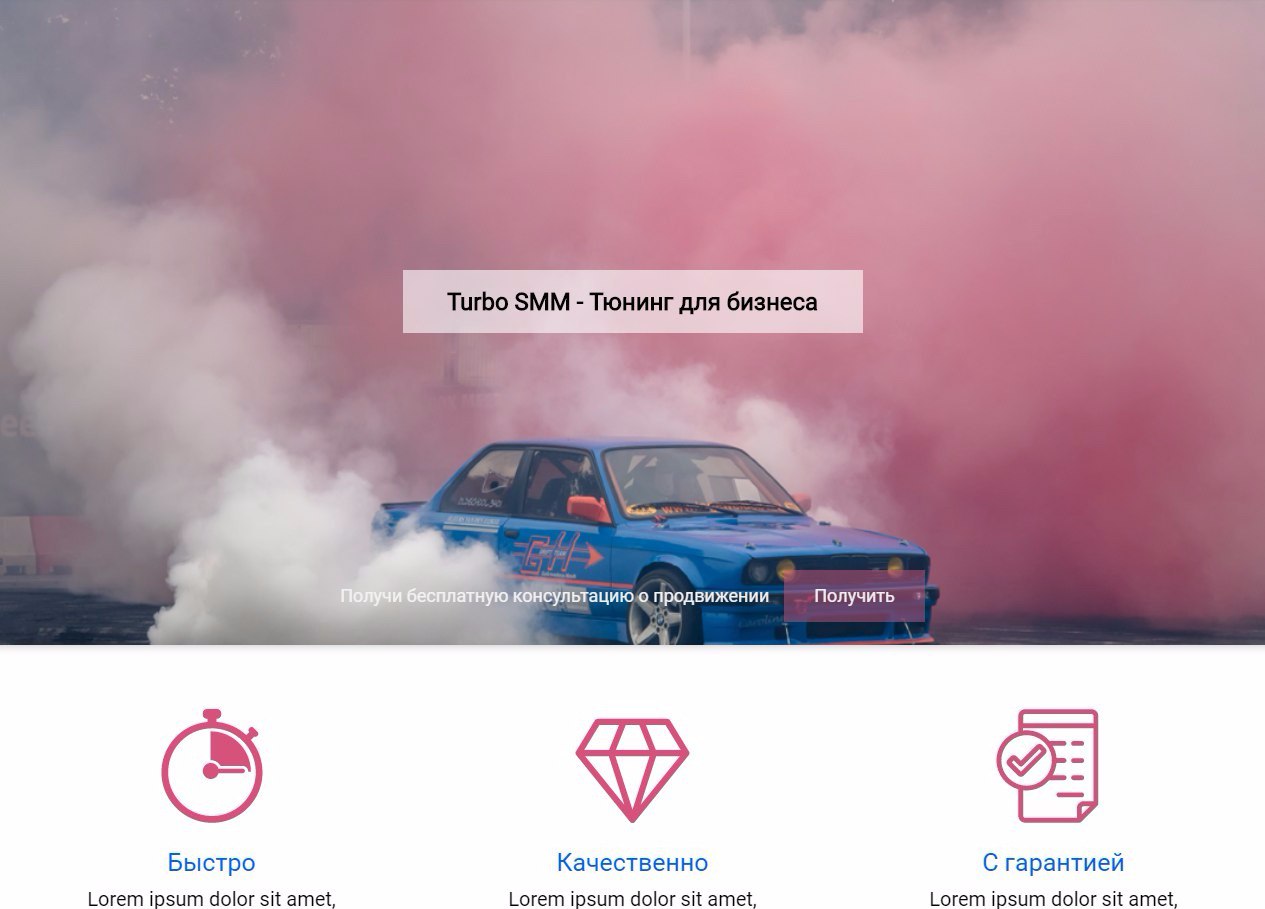 Turbo SMM - Тюнинг для бизнеса
GH
Получи бесплатную консультацию о продвижении
Получить
Быстро
Качественно
С гарантией
Lorem ipsum dolor sit amet,
Lorem ipsum dolor sit amet,
Lorem ipsum dolor sit amet,